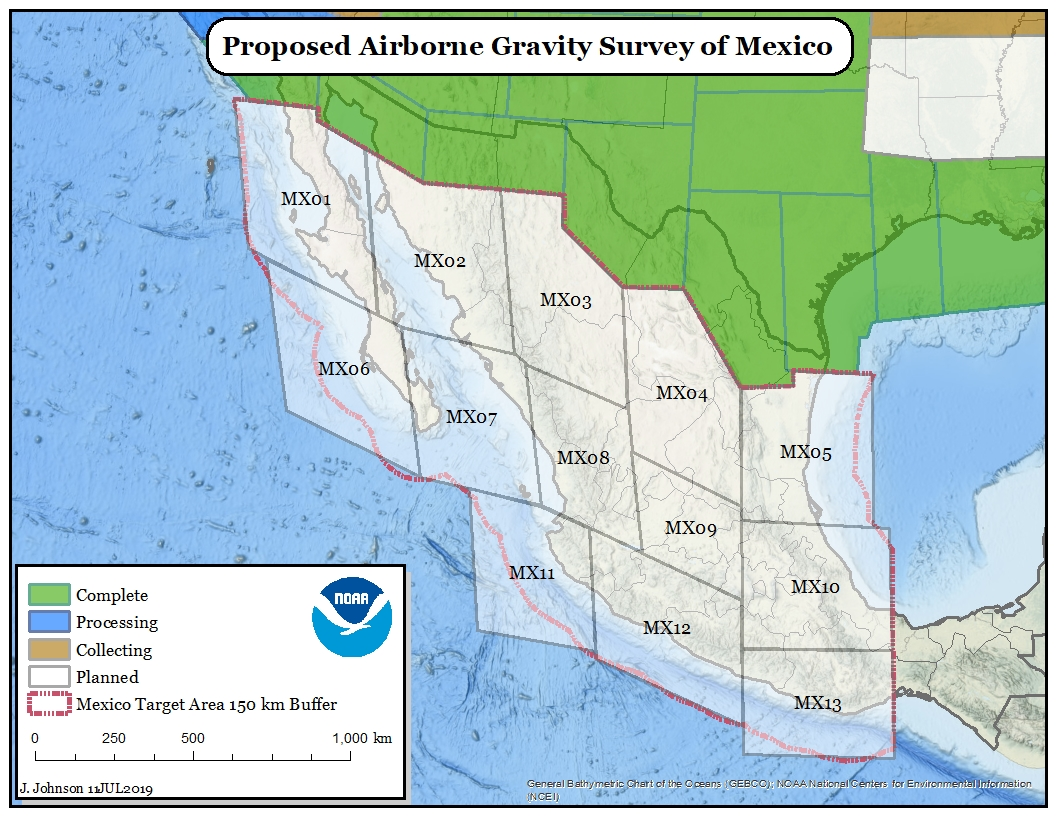 Proposed Airborne Gravity Survey of Mexico
MX01
MX02
MX03
MX06
MX04
MX07
MX05
MX08
MX09
MX11
MX10
MX12
MX13
NOAA
Complete
Processing
Collecting
Planned
Mexico Target Area 150 km Buffer
0 250 500 1,000 km
J. Johnson 11JUL2019
General Bathymetric Chart of the Oceans (GEBCO); NOAA National Centers for Environmental Information
(NCEI)